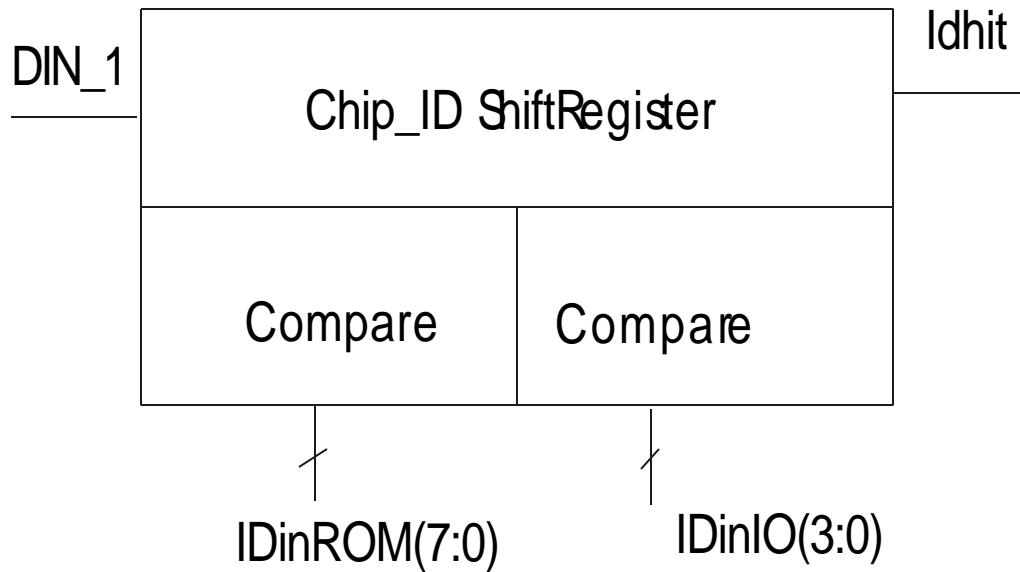 Idhit
DIN_1
Chip_ID ShiftRegister
Compare
Compare
IDinROM(7:0)
IDinIO(3:0)